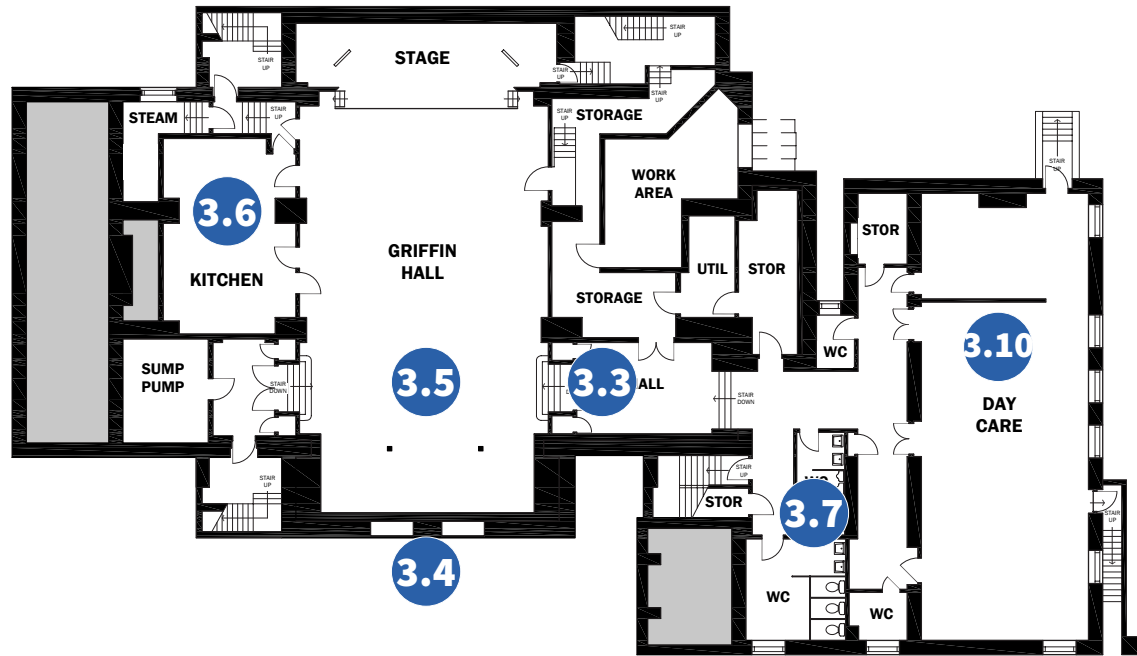 STAIR
UP
STAIR
UP
STAGE
STAIR
UP
STAIR
UP
STEAM
STAIR
UP
STORAGE
STAIR
UP
STAIR
UP
WORK
AREA
3.6
KITCHEN
GRIFFIN
HALL
STOR
UTIL
STOR
STORAGE
WC
3.10
DAY
CARE
SUMP
PUMP
STAIR
DOWN
3.5
3.3
STAIR
DOWN
STAIR
UP
STAIR
UP
STOR
3.7
STAIR
UP
3.4
WC
WC